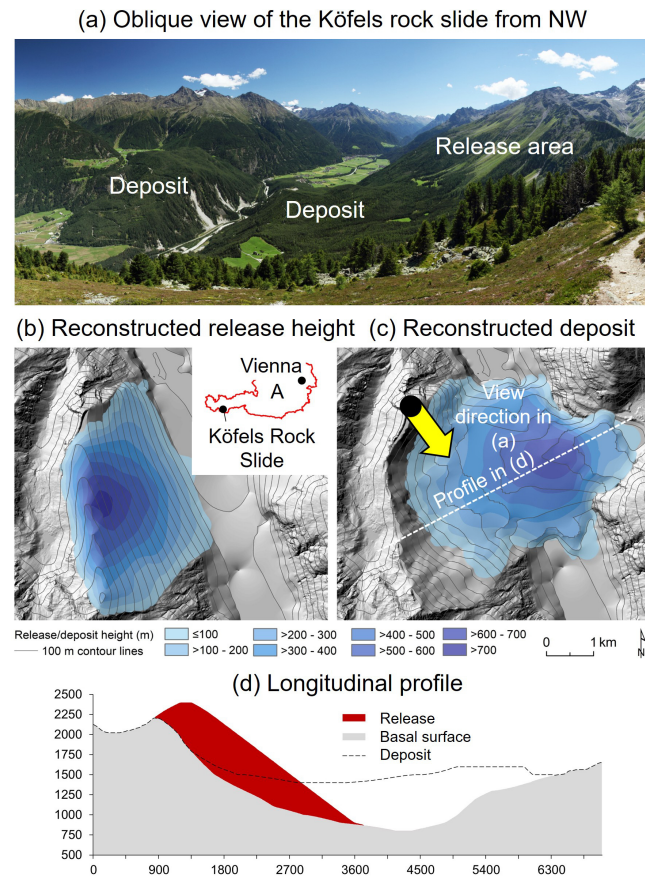 (a) Oblique view of the Köfels rock slide from NW
Release area
Deposit
Deposit
(b) Reconstructed release height
(c) Reconstructed deposit
Vienna
A
Köfels Rock
Slide
View
direction in
(a)
Profile in (d)
Release/deposit height (m)
100 m contour lines
≤100
>100 - 200
>200 - 300
>300 - 400
>400 - 500
>500 - 600
>600 - 700
>700
0 1 km
N
(d) Longitudinal profile
2500
2250
2000
1750
1500
1250
1000
750
500
Release
Basal surface
Deposit
0 900 1800 2700 3600 4500 5400 6300